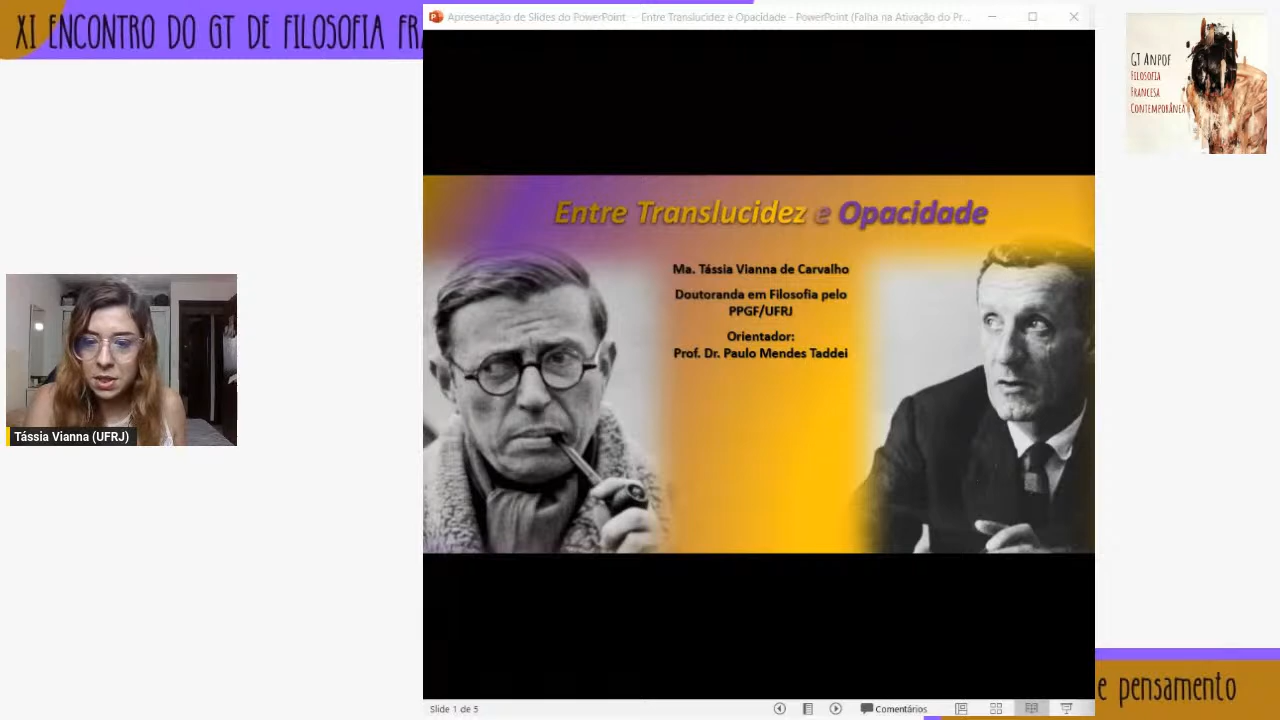 XI ENCONTRO DO GT DE FILOSOFIA FRA
Apresentação de Slides do PowerPoint - Entre Translucidez e Opacidade - PowerPoint (Falha na Ativação do Pr...
GT Anpof
Filosofia
Francesa
Contemporânea
Entre Translucidez e Opacidade
Ma. Tássia Vianna de Carvalho
Doutoranda em Filosofia pelo
PPGF/UFRJ
Orientador:
Prof. Dr. Paulo Mendes Taddei
Tássia Vianna (UFRJ)
e pensamento
Slide 1 de 5
Comentários